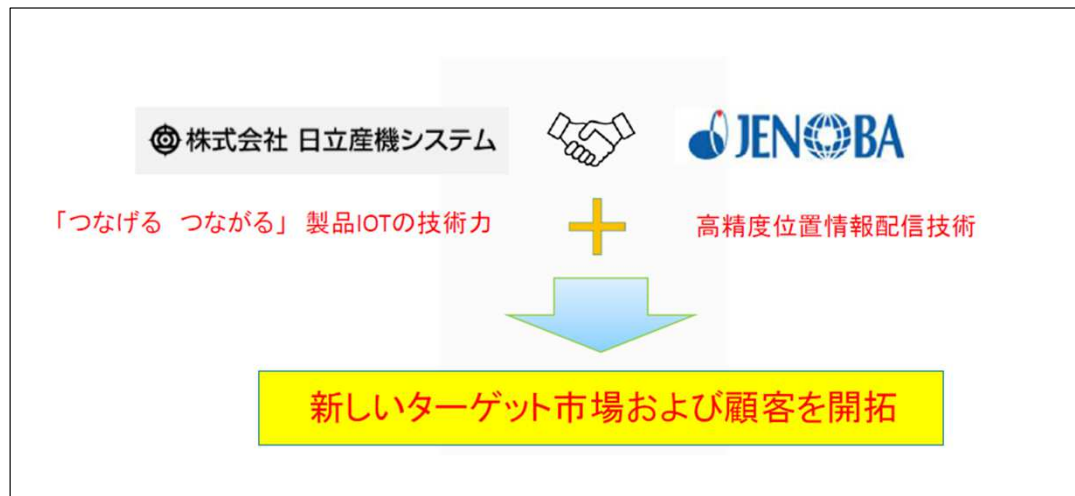 株式会社 日立産機システム
JENOBA
「つなげる　つながる」 製品IOTの技術力
高精度位置情報配信技術
新しいターゲット市場および顧客を開拓